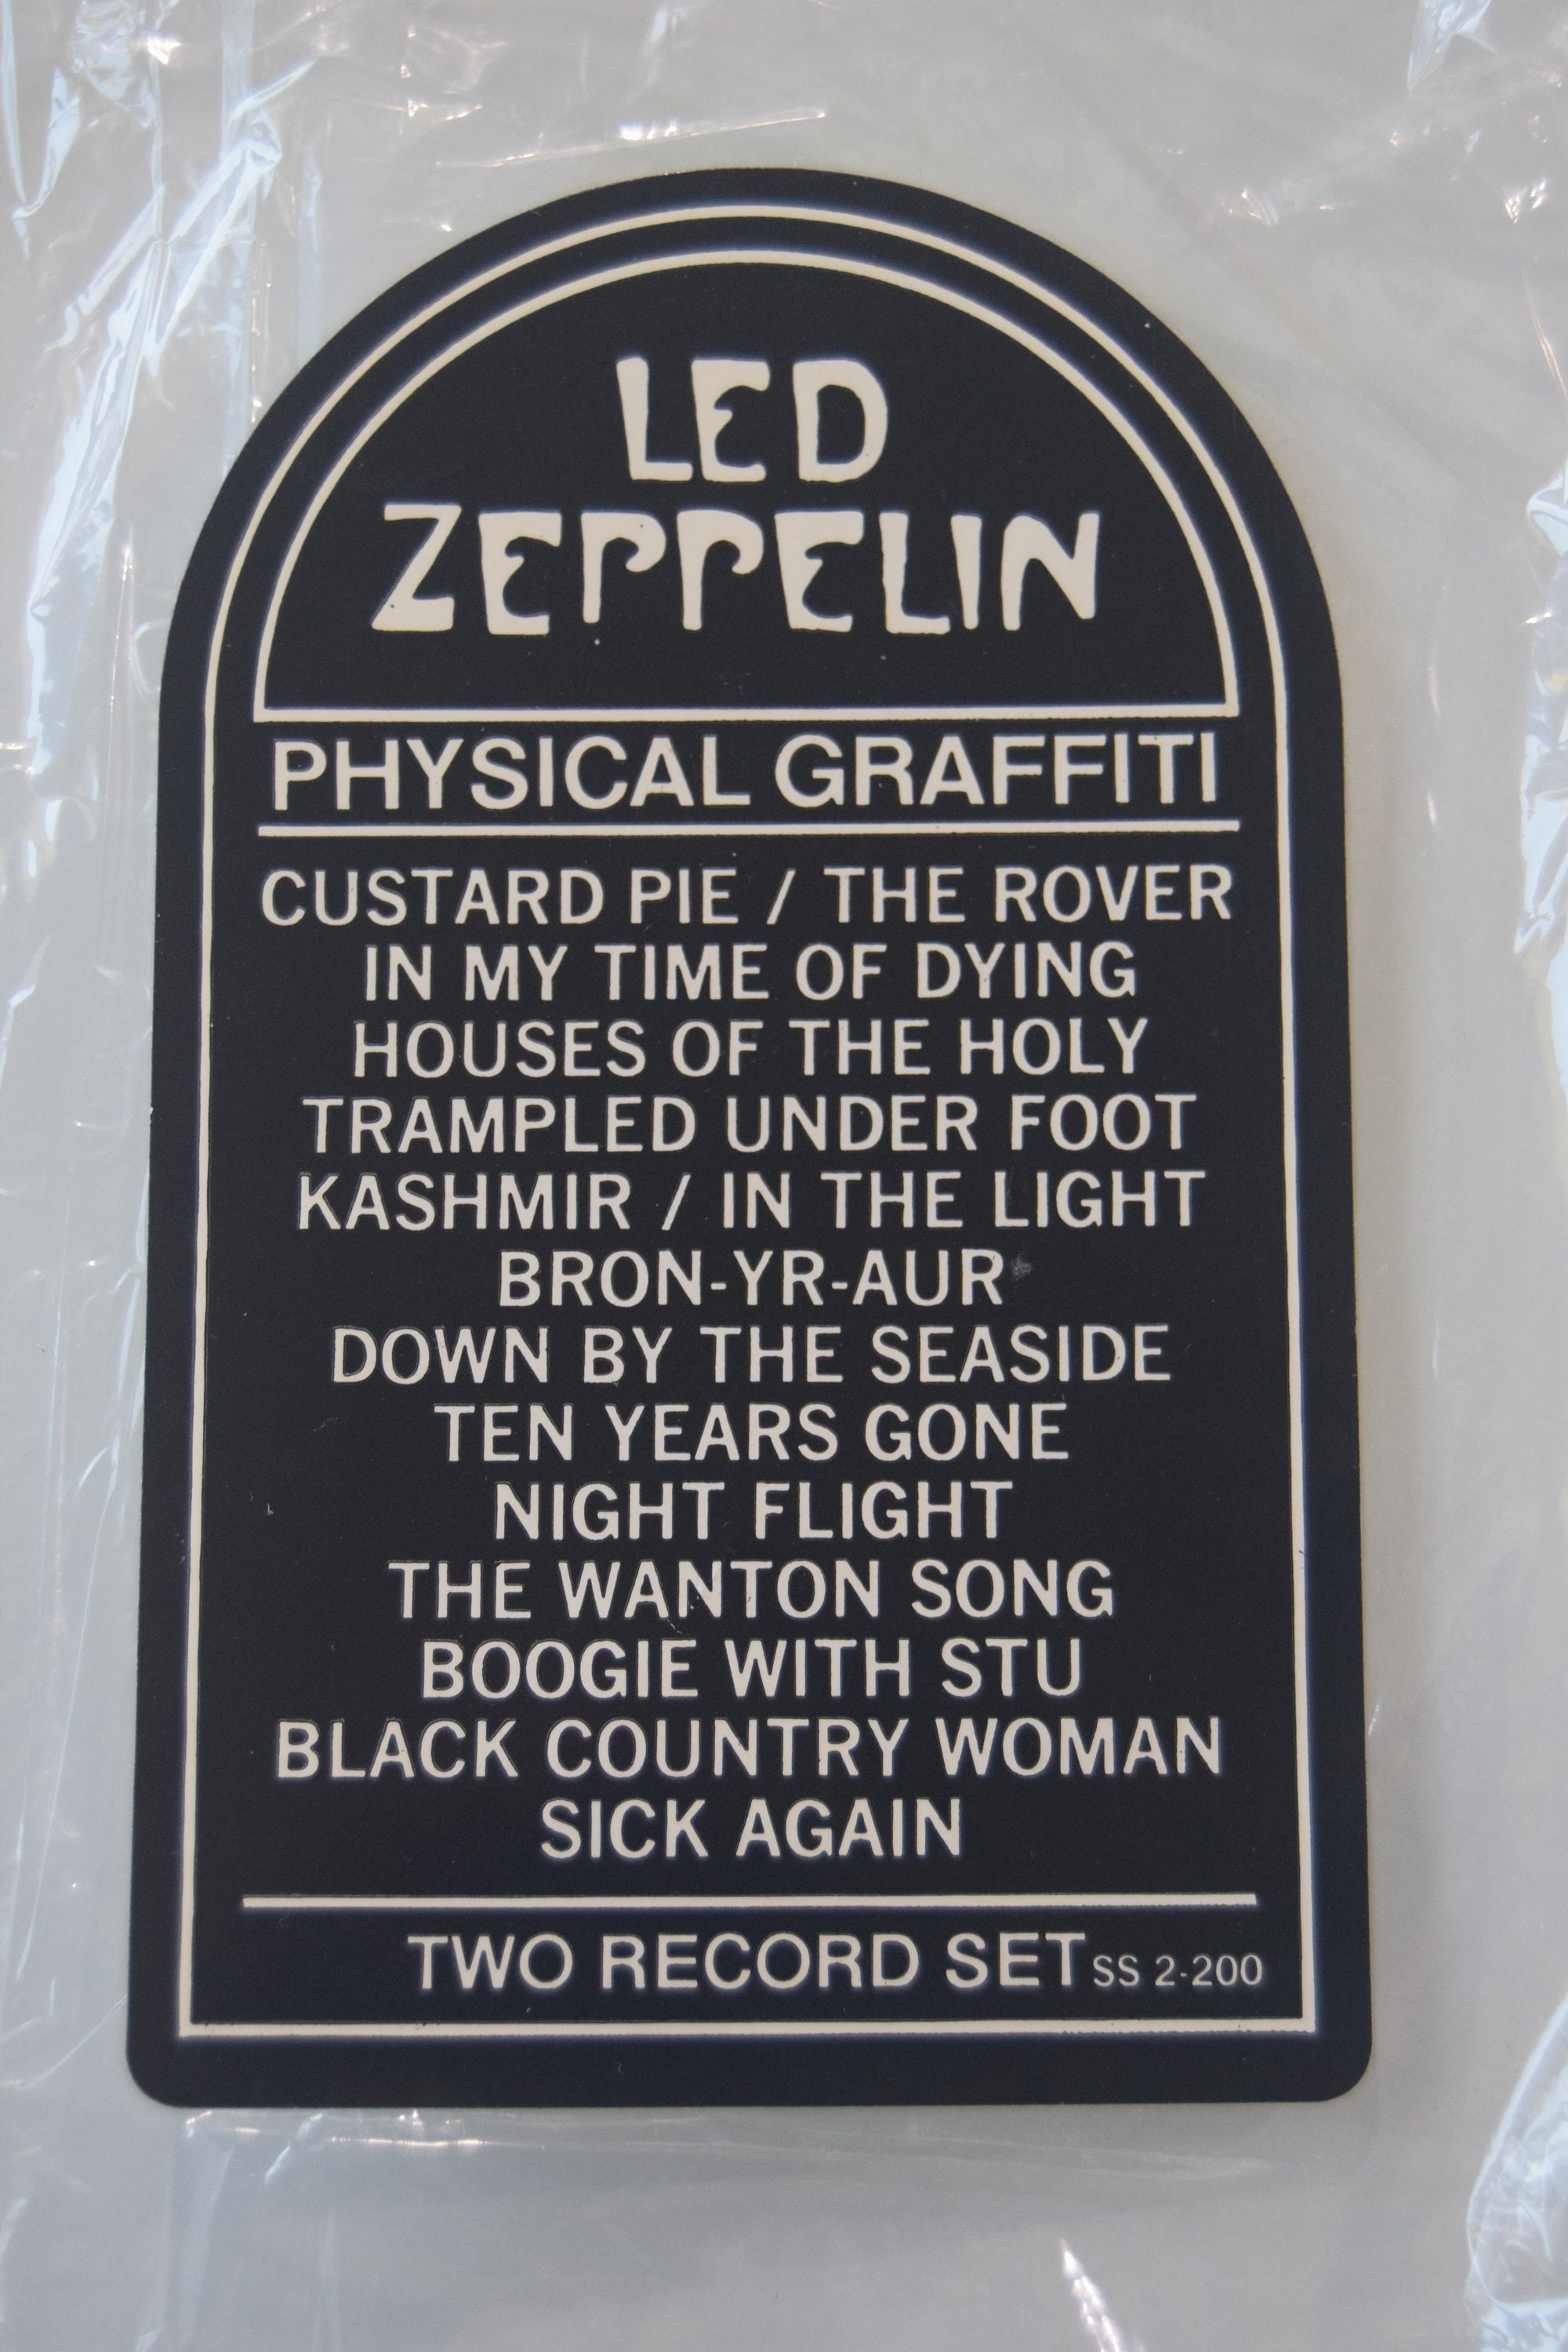 LED
ZEPPELIN
PHYSICAL GRAFFITI
CUSTARD PIE / THE ROVER
IN MY TIME OF DYING
HOUSES OF THE HOLY
TRAMPLED UNDER FOOT
KASHMIR / IN THE LIGHT
BRON-YR-AUR
DOWN BY THE SEASIDE
TEN YEARS GONE
NIGHT FLIGHT
THE WANTON SONG
BOOGIE WITH STU
BLACK COUNTRY WOMAN
SICK AGAIN
TWO RECORD SET SS 2-200